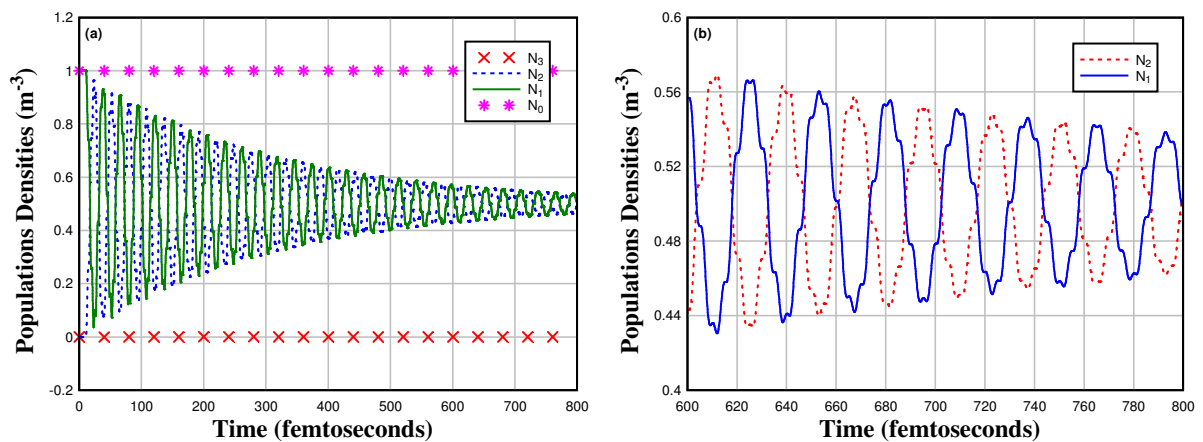 (a)
Populations Densities (m-3)
1.2
1
0.8
0.6
0.4
0.2
0
-0.2
N3
N2
N1
N0
0 100 200 300 400 500 600 700 800
Time (femtoseconds)
(b)
Populations Densities (m-3)
0.6
0.56
0.52
0.48
0.44
0.4
N2
N1
600 620 640 660 680 700 720 740 760 780 800
Time (femtoseconds)